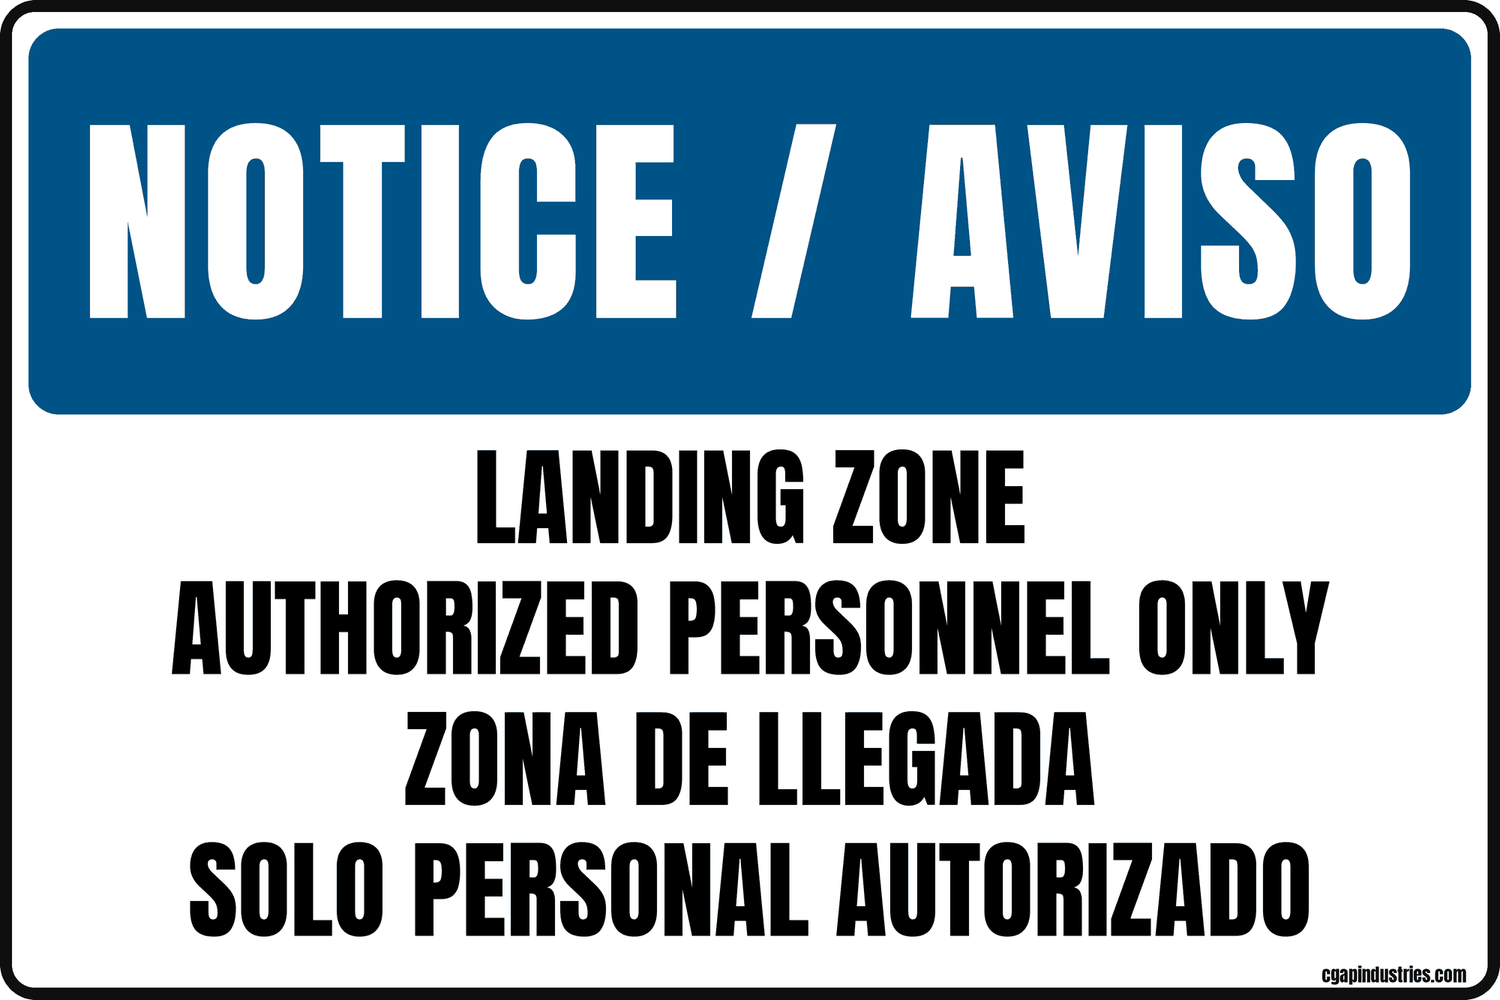 NOTICE / AVISO
LANDING ZONE
AUTHORIZED PERSONNEL ONLY
ZONA DE LLEGADA
SOLO PERSONAL AUTORIZADO
cgapindustries.com